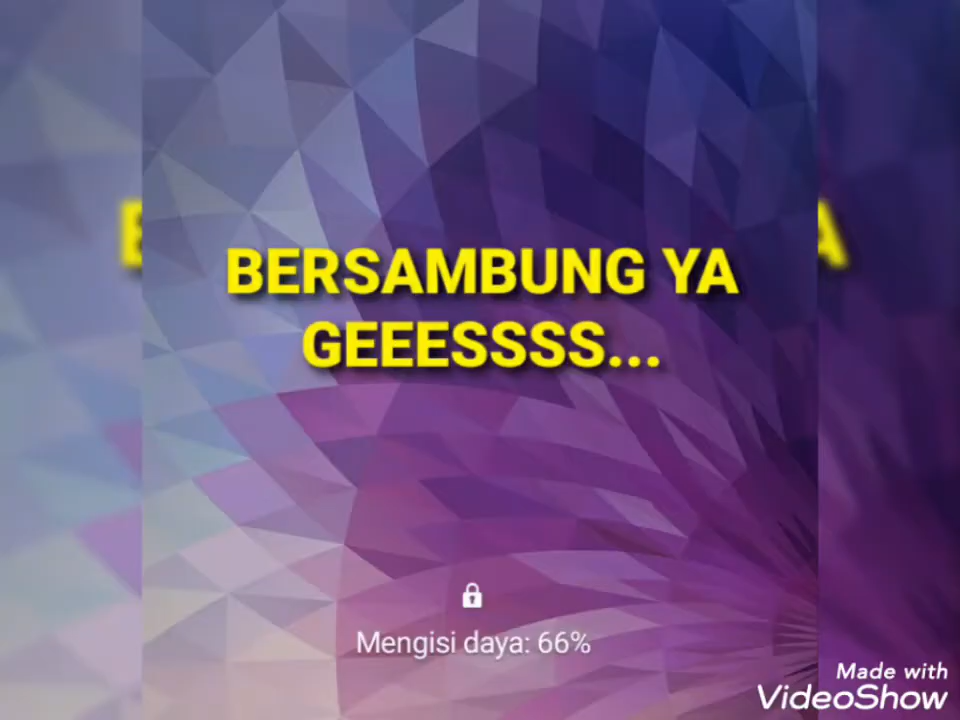 BERSAMBUNG YA
GEEESSSS...
Mengisi daya: 66%
Made with
VideoShow